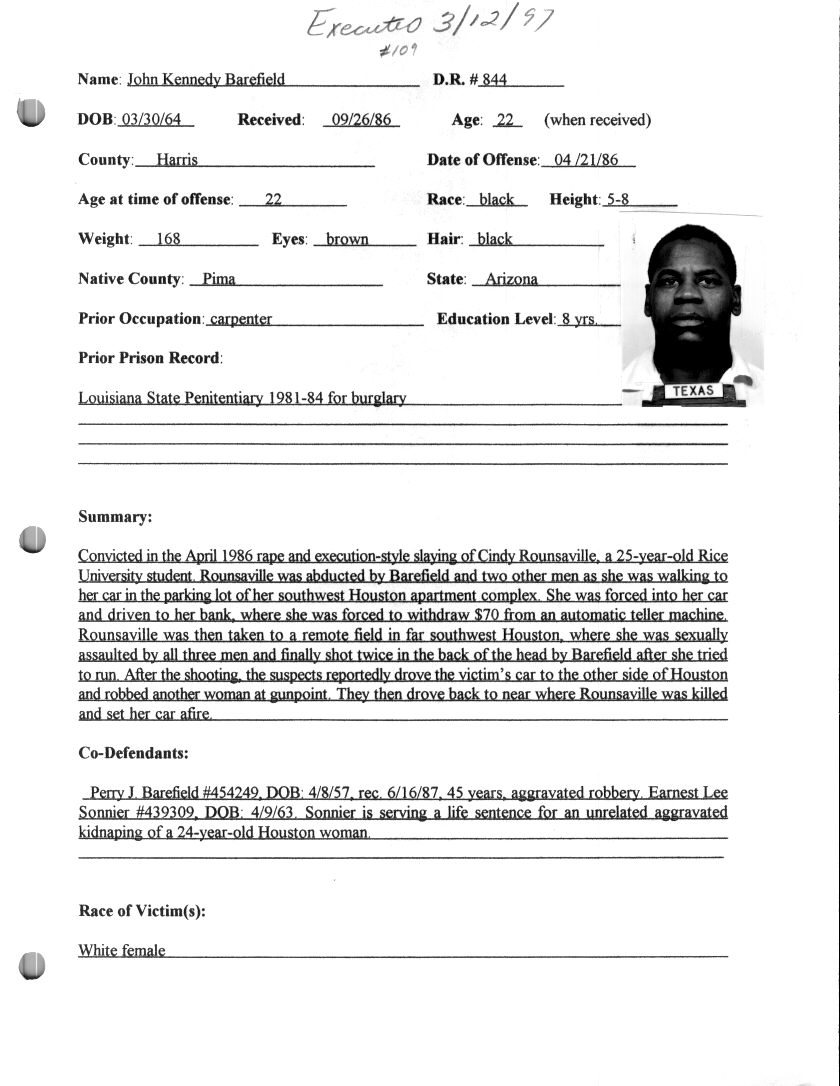 Executed 3/12/97
#109
Name: John Kennedy Barefield D.R. # 844
DOB: 03/30/64 Received: 09/26/86 Age: 22 (when received)
County: Harris Date of Offense: 04 /21/86
Age at time of offense: 22 Race: black Height: 5-8
Weight: 168 Eyes: brown Hair: black
Native County: Pima State: Arizona
Prior Occupation: carpenter Education Level: 8 yrs.
Prior Prison Record:
TEXAS
Louisiana State Penitentiary 1981-84 for burglary
Summary:
Convicted in the April 1986 rape and execution-style slaying of Cindy Rounsaville, a 25-year-old Rice
University student. Rounsaville was abducted by Barefield and two other men as she was walking to
her car in the parking lot of her southwest Houston apartment complex. She was forced into her car
and driven to her bank, where she was forced to withdraw $70 from an automatic teller machine.
Rounsaville was then taken to a remote field in far southwest Houston, where she was sexually
assaulted by all three men and finally shot twice in the back of the head by Barefield after she tried
to run. After the shooting, the suspects reportedly drove the victim's car to the other side of Houston
and robbed another woman at gunpoint. They then drove back to near where Rounsaville was killed
and set her car afire.
Co-Defendants:
Perry J. Barefield #454249, DOB: 4/8/57, rec. 6/16/87, 45 years, aggravated robbery. Earnest Lee
Sonnier #439309, DOB: 4/9/63. Sonnier is serving a life sentence for an unrelated aggravated
kidnaping of a 24-year-old Houston woman.
Race of Victim(s):
White female